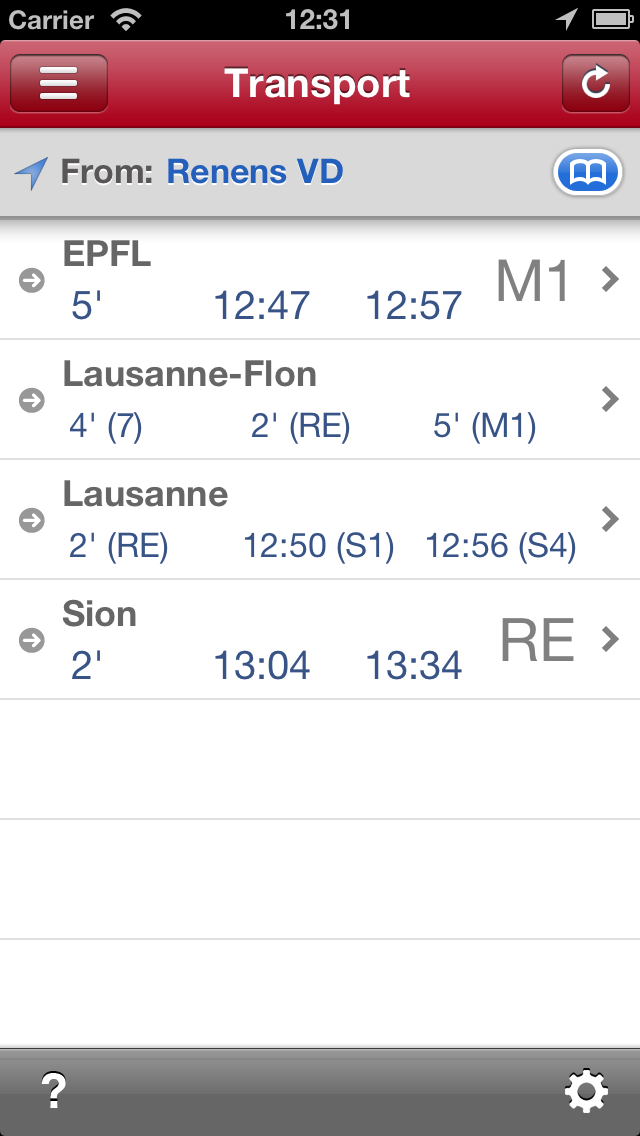 Carrier 12:31
Transport
From: Renens VD
EPFL
5' 12:47 12:57 M1
Lausanne-Flon
4' (7) 2' (RE) 5' (M1)
Lausanne
2' (RE) 12:50 (S1) 12:56 (S4)
Sion
2' 13:04 13:34 RE
?